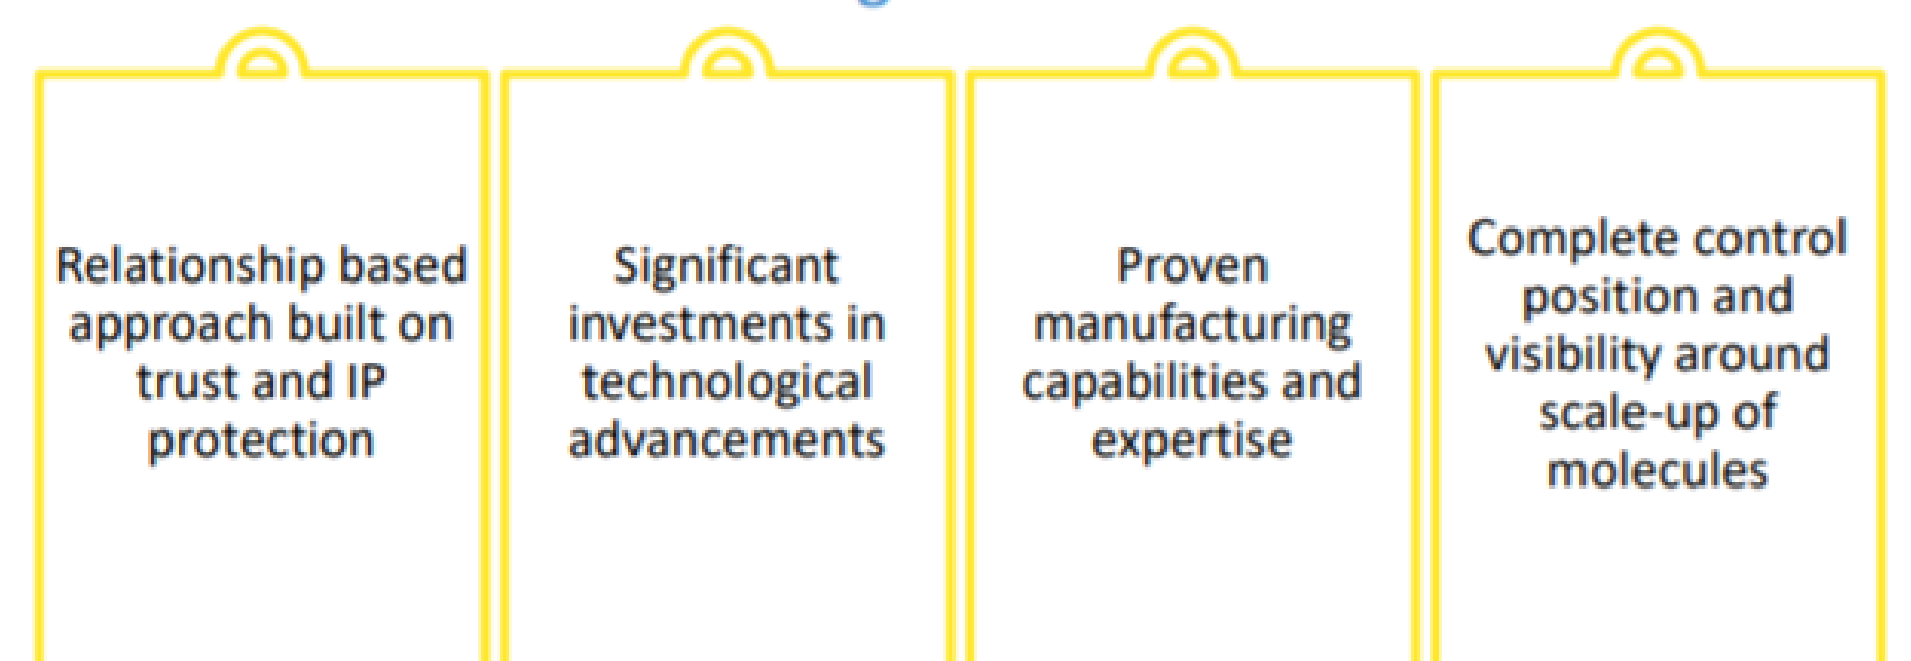 Relationship based
approach built on
trust and IP
protection
Significant
investments in
technological
advancements
Proven
manufacturing
capabilities and
expertise
Complete control
position and
visibility around
scale-up of
molecules